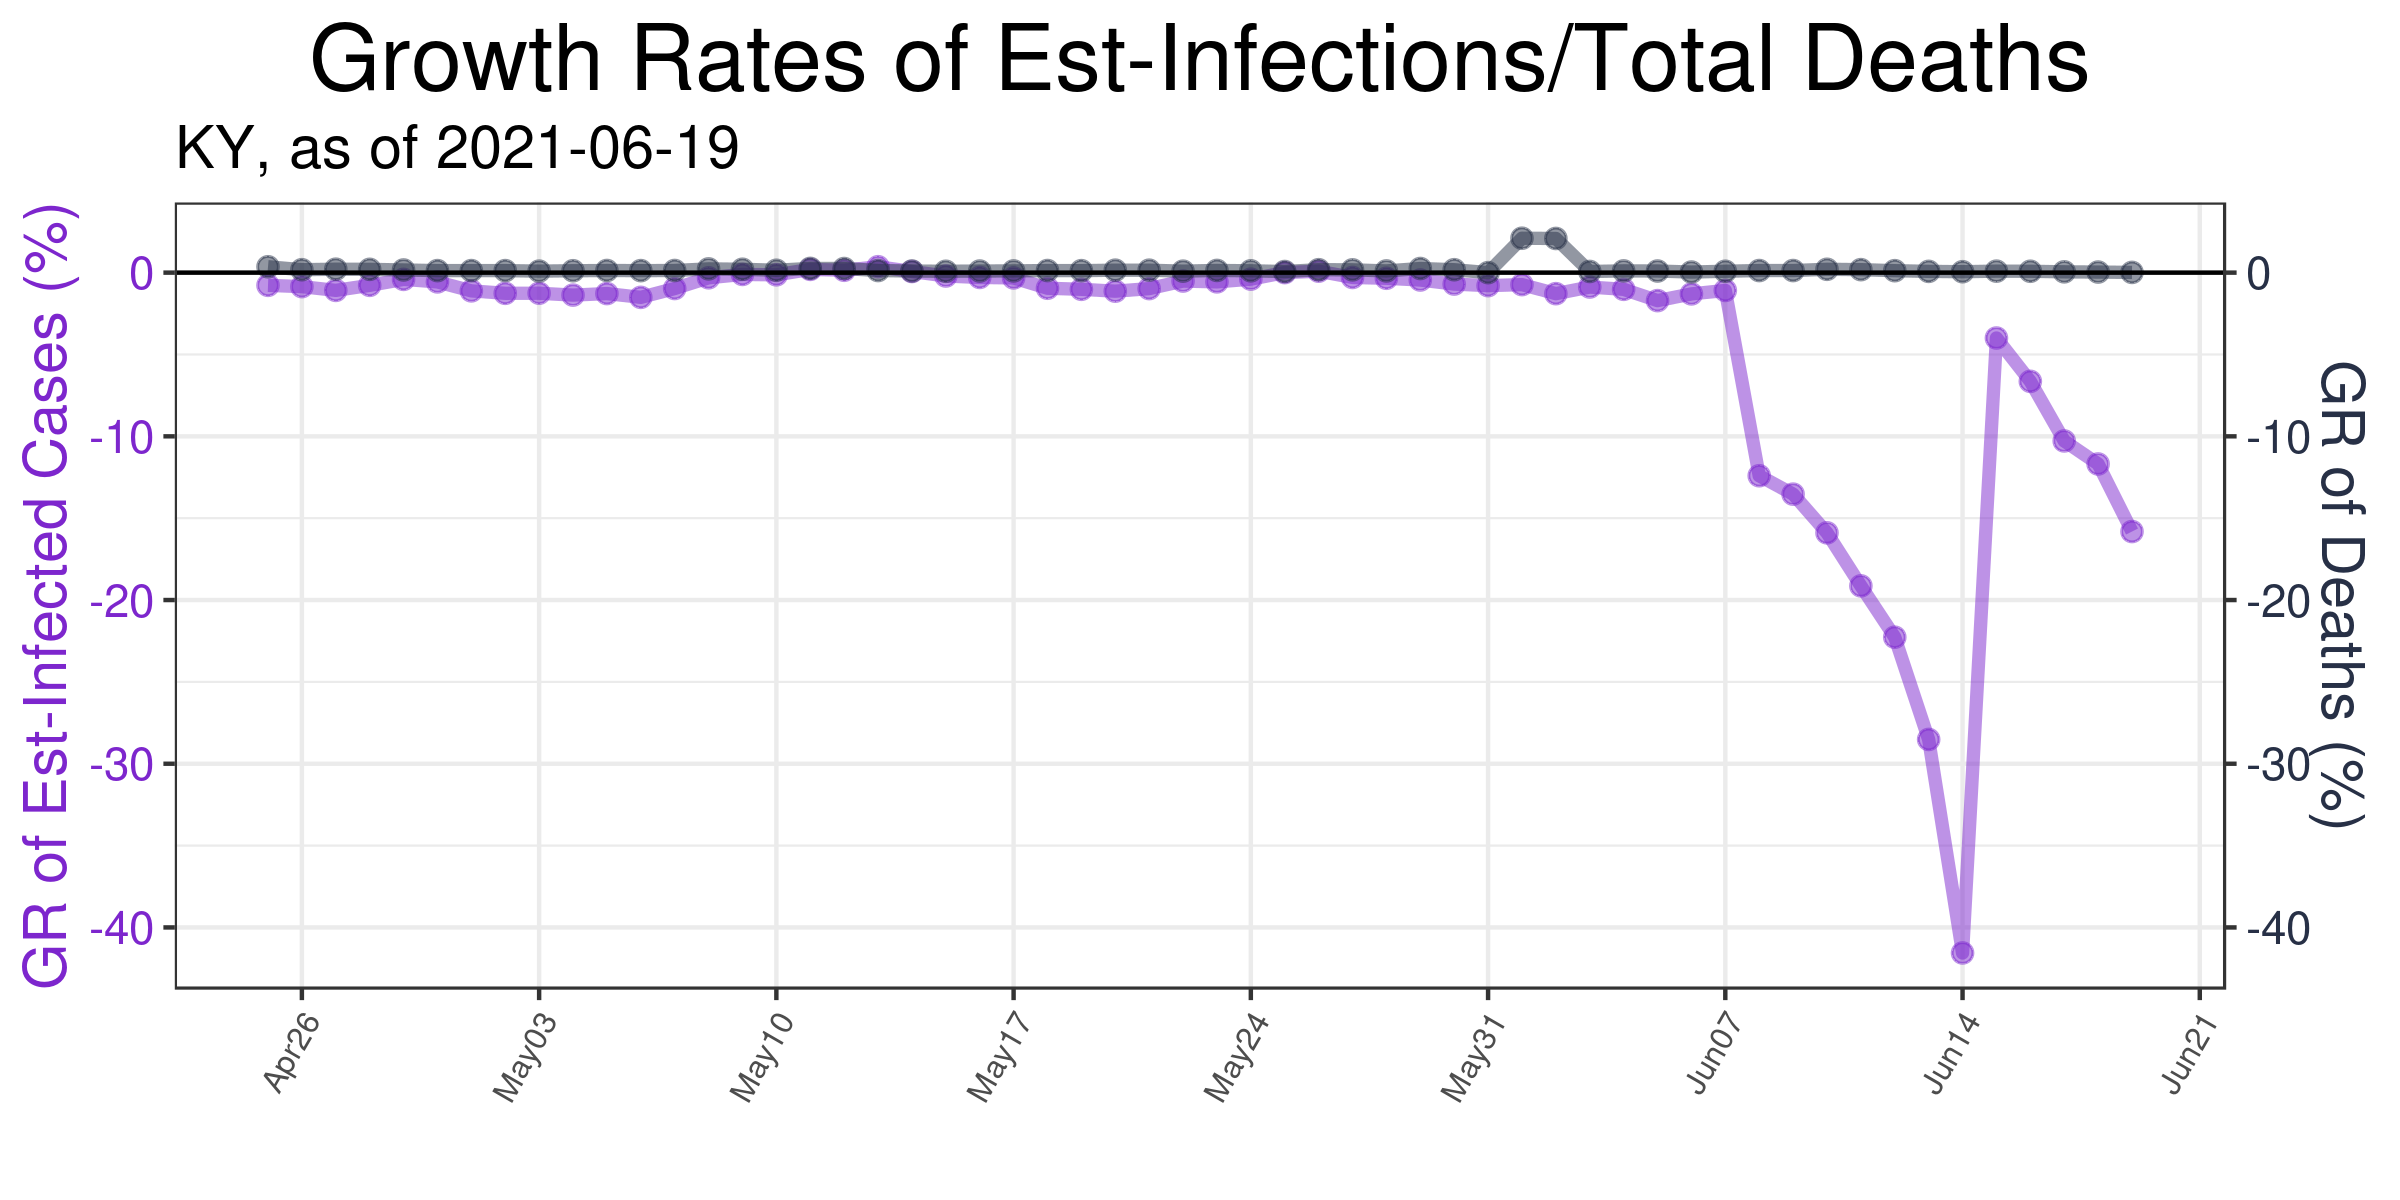 Growth Rates of Est-Infections/Total Deaths
KY, as of 2021-06-19
GR of Est-Infected Cases (%)
0
-10
-20
-30
-40
0
-10
-20
-30
-40
GR of Deaths (%)
Apr26
May03
May10
May17
May24
May31
Jun07
Jun14
Jun21